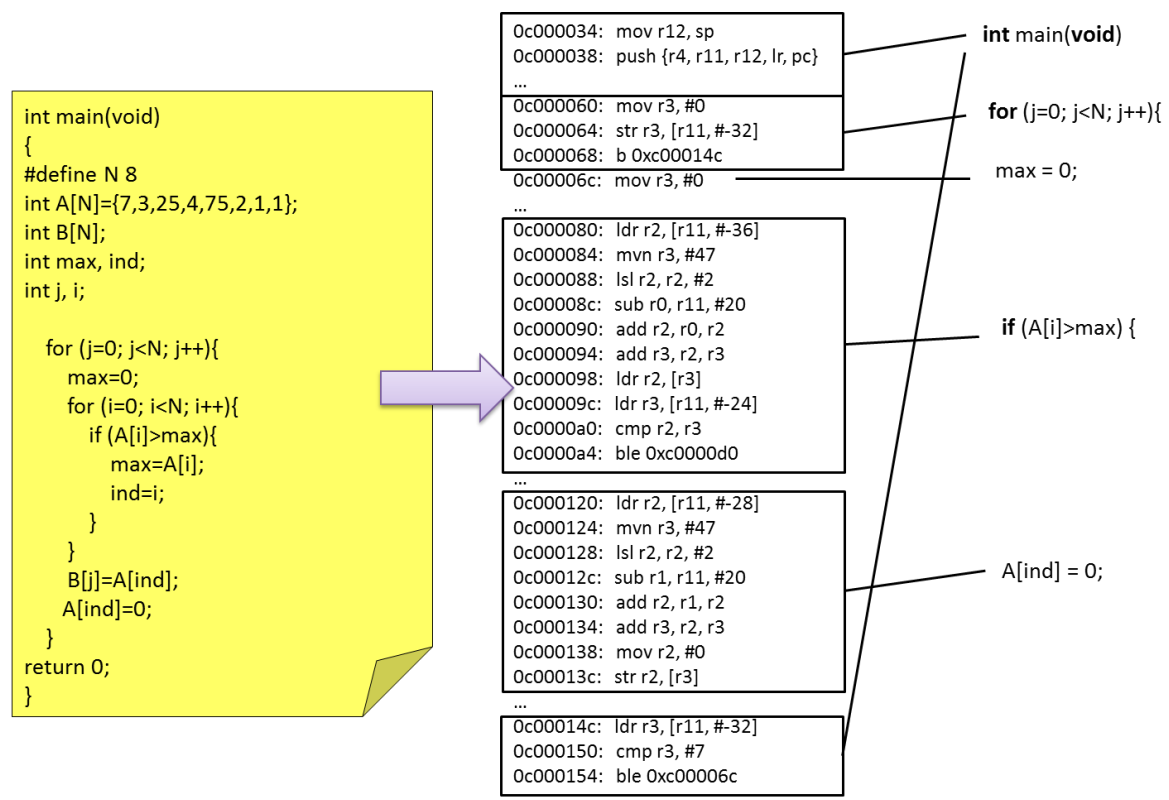 int main(void)
{
#define N 8
int A[N]={7,3,25,4,75,2,1,1};
int B[N];
int max, ind;
int j, i;
for (j=0; j<N; j++){
max=0;
for (i=0; i<N; i++){
if (A[i]>max){
max=A[i];
ind=i;
}
}
B[j]=A[ind];
A[ind]=0;
}
return 0;
}
0c000034: mov r12, sp
0c000038: push {r4, r11, r12, lr, pc}
...
0c000060: mov r3, #0
0c000064: str r3, [r11, #-32]
0c000068: b 0xc00014c
0c00006c: mov r3, #0
...
0c000080: ldr r2, [r11, #-36]
0c000084: mvn r3, #47
0c000088: lsl r2, r2, #2
0c00008c: sub r0, r11, #20
0c000090: add r2, r0, r2
0c000094: add r3, r2, r3
0c000098: ldr r2, [r3]
0c00009c: ldr r3, [r11, #-24]
0c0000a0: cmp r2, r3
0c0000a4: ble 0xc0000d0
...
0c000120: ldr r2, [r11, #-28]
0c000124: mvn r3, #47
0c000128: lsl r2, r2, #2
0c00012c: sub r1, r11, #20
0c000130: add r2, r1, r2
0c000134: add r3, r2, r3
0c000138: mov r2, #0
0c00013c: str r2, [r3]
...
0c00014c: ldr r3, [r11, #-32]
0c000150: cmp r3, #7
0c000154: ble 0xc00006c
int main(void)
for (j=0; j<N; j++){
max = 0;
if (A[i]>max) {
A[ind] = 0;